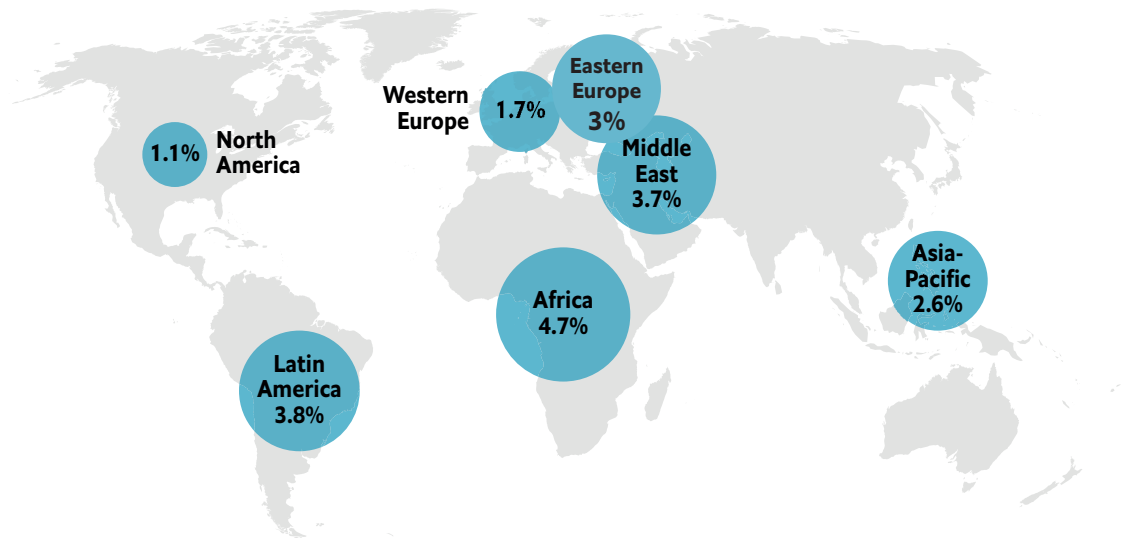 Eastern
Europe
3%
Western
Europe
1.7%
Middle
East
3.7%
1.1%
North
America
Asia-
Pacific
2.6%
Africa
4.7%
Latin
America
3.8%